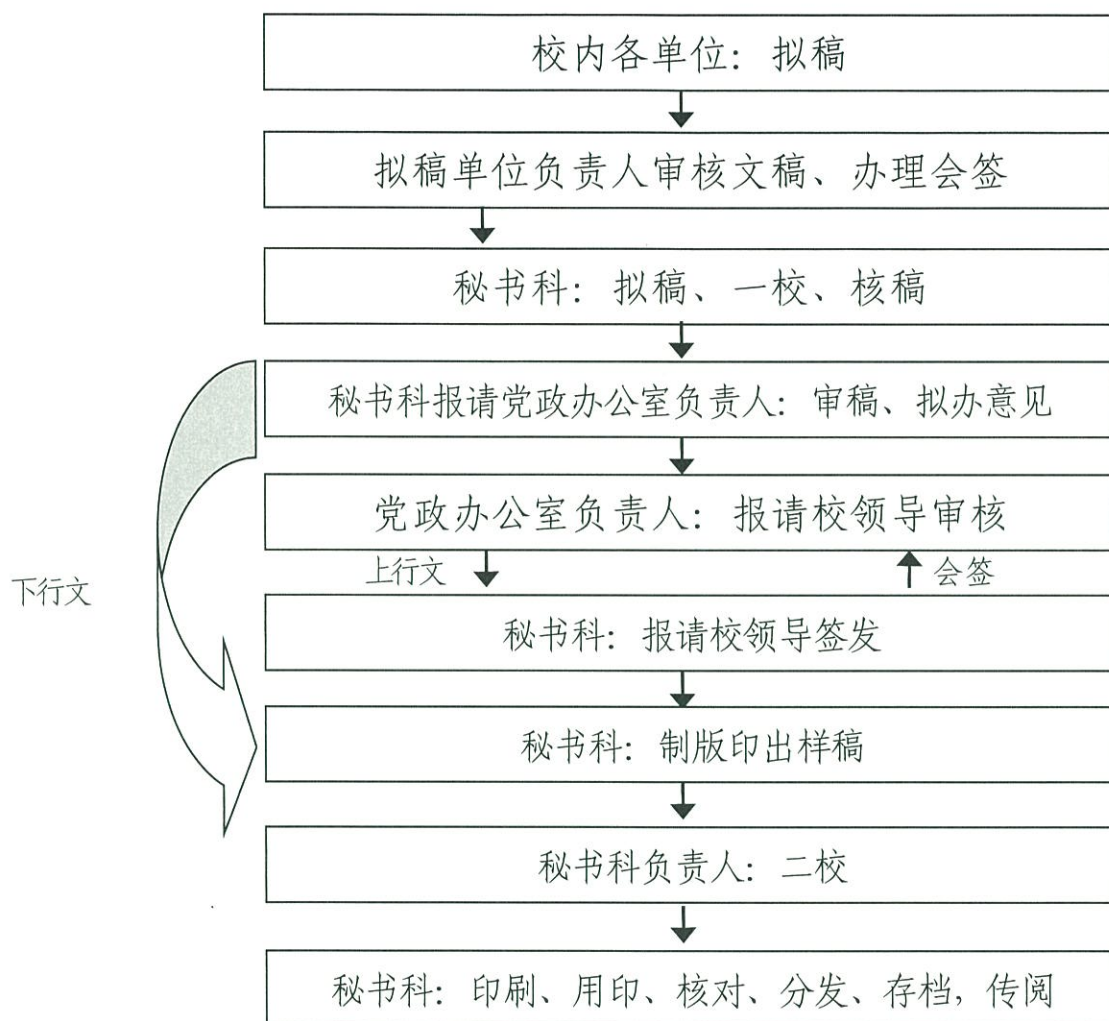 校内各单位：拟稿
拟稿单位负责人审核文稿、办理会签
秘书科：拟稿、一校、核稿
秘书科报请党政办公室负责人：审稿、拟办意见
党政办公室负责人：报请校领导审核
上行文
会签
下行文
秘书科：报请校领导签发
秘书科：制版印出样稿
秘书科负责人：二校
秘书科：印刷、用印、核对、分发、存档，传阅